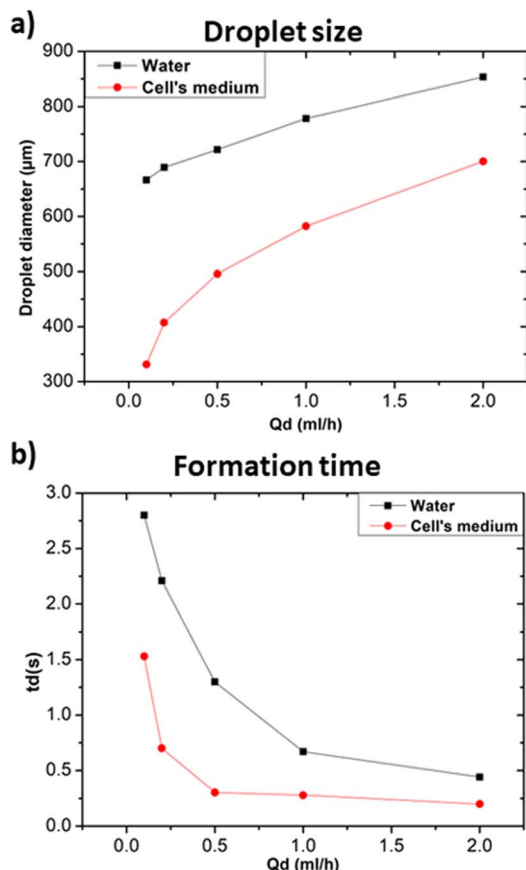 a)
Droplet size
Water
Cell's medium
Droplet diameter (μm)
900
800
700
600
500
400
300
0.0
0.5
1.0
1.5
2.0
Qd (ml/h)
b)
Formation time
Water
Cell's medium
td(s)
3.0
2.5
2.0
1.5
1.0
0.5
0.0
0.0
0.5
1.0
1.5
2.0
Qd (ml/h)